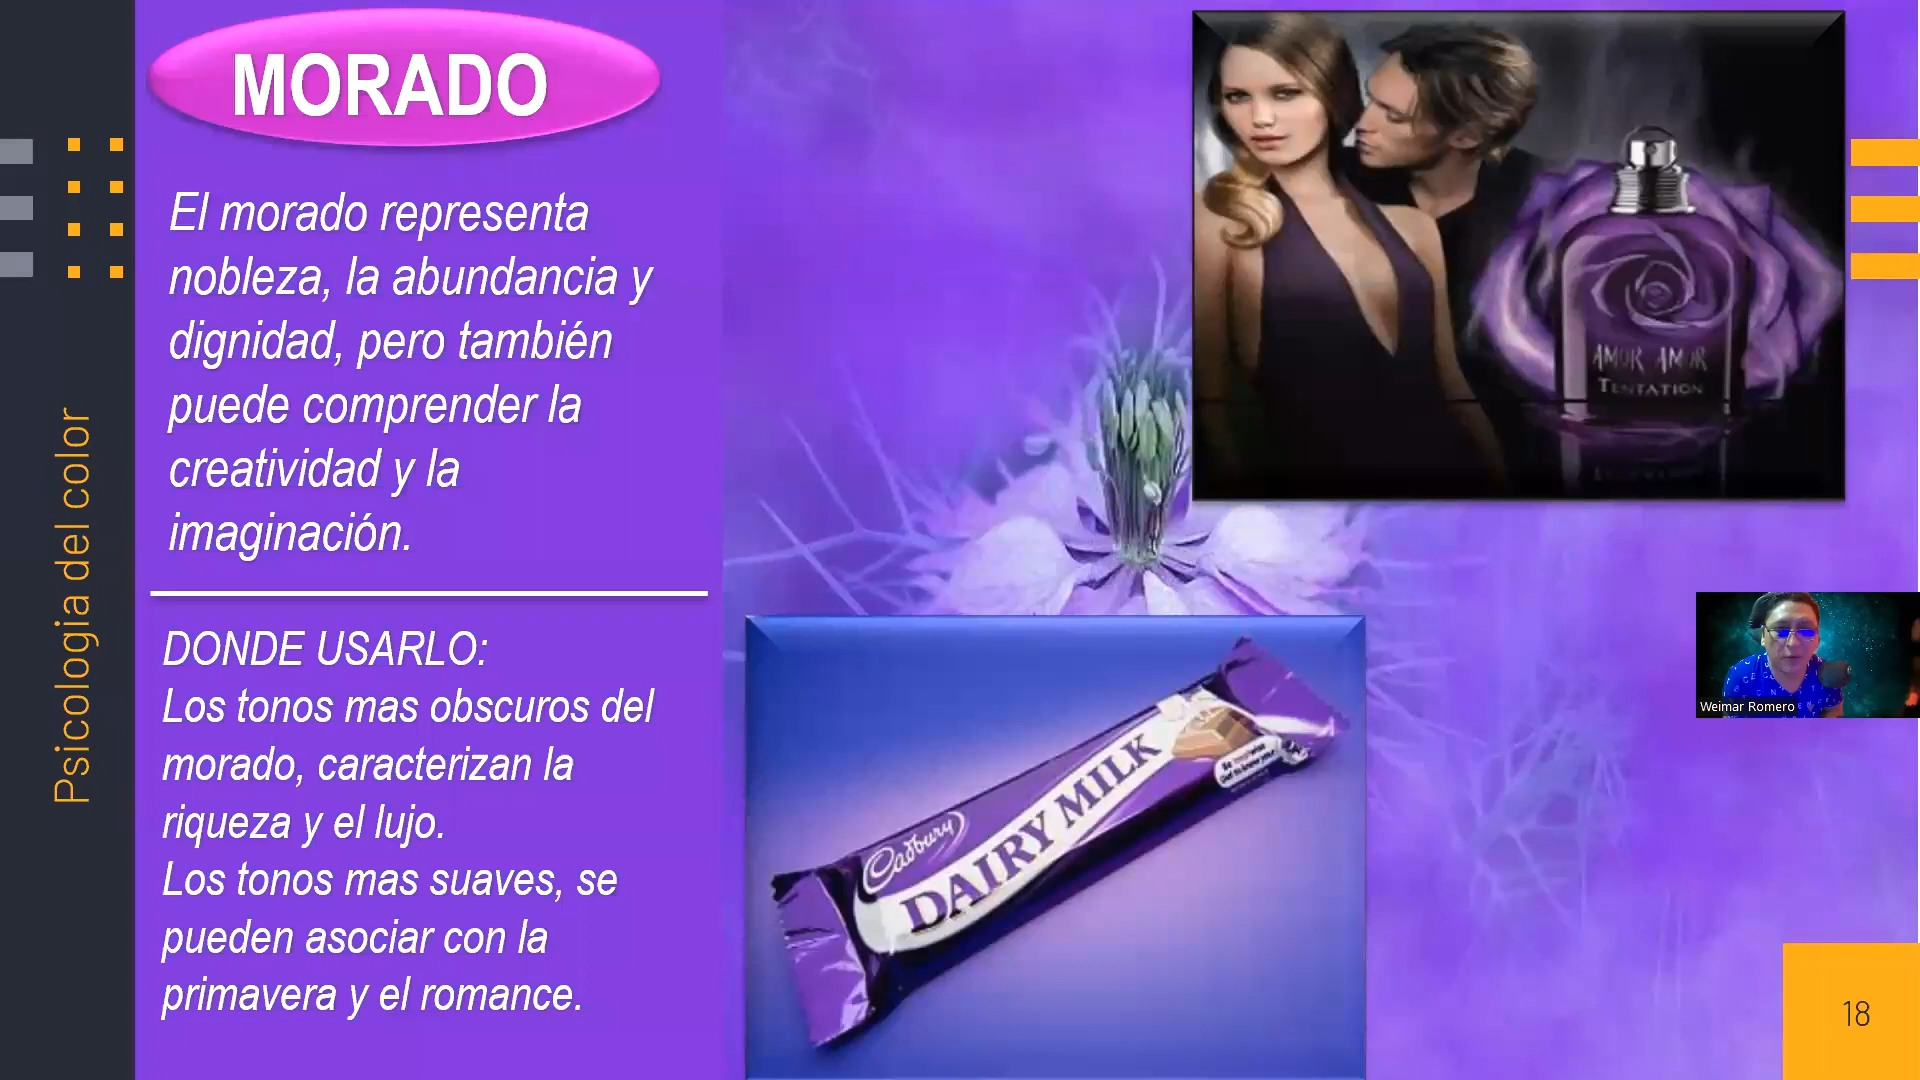 Psicologia del color
MORADO
El morado representa
nobleza, la abundancia y
dignidad, pero también
puede comprender la
creatividad y la
imaginación.
DONDE USARLO:
Los tonos mas obscuros del
morado, caracterizan la
riqueza y el lujo.
Los tonos mas suaves, se
pueden asociar con la
primavera y el romance.
AMOR AMOR
TENTATION
Cadbury
DAIRY MILK
Weimar Romero
18